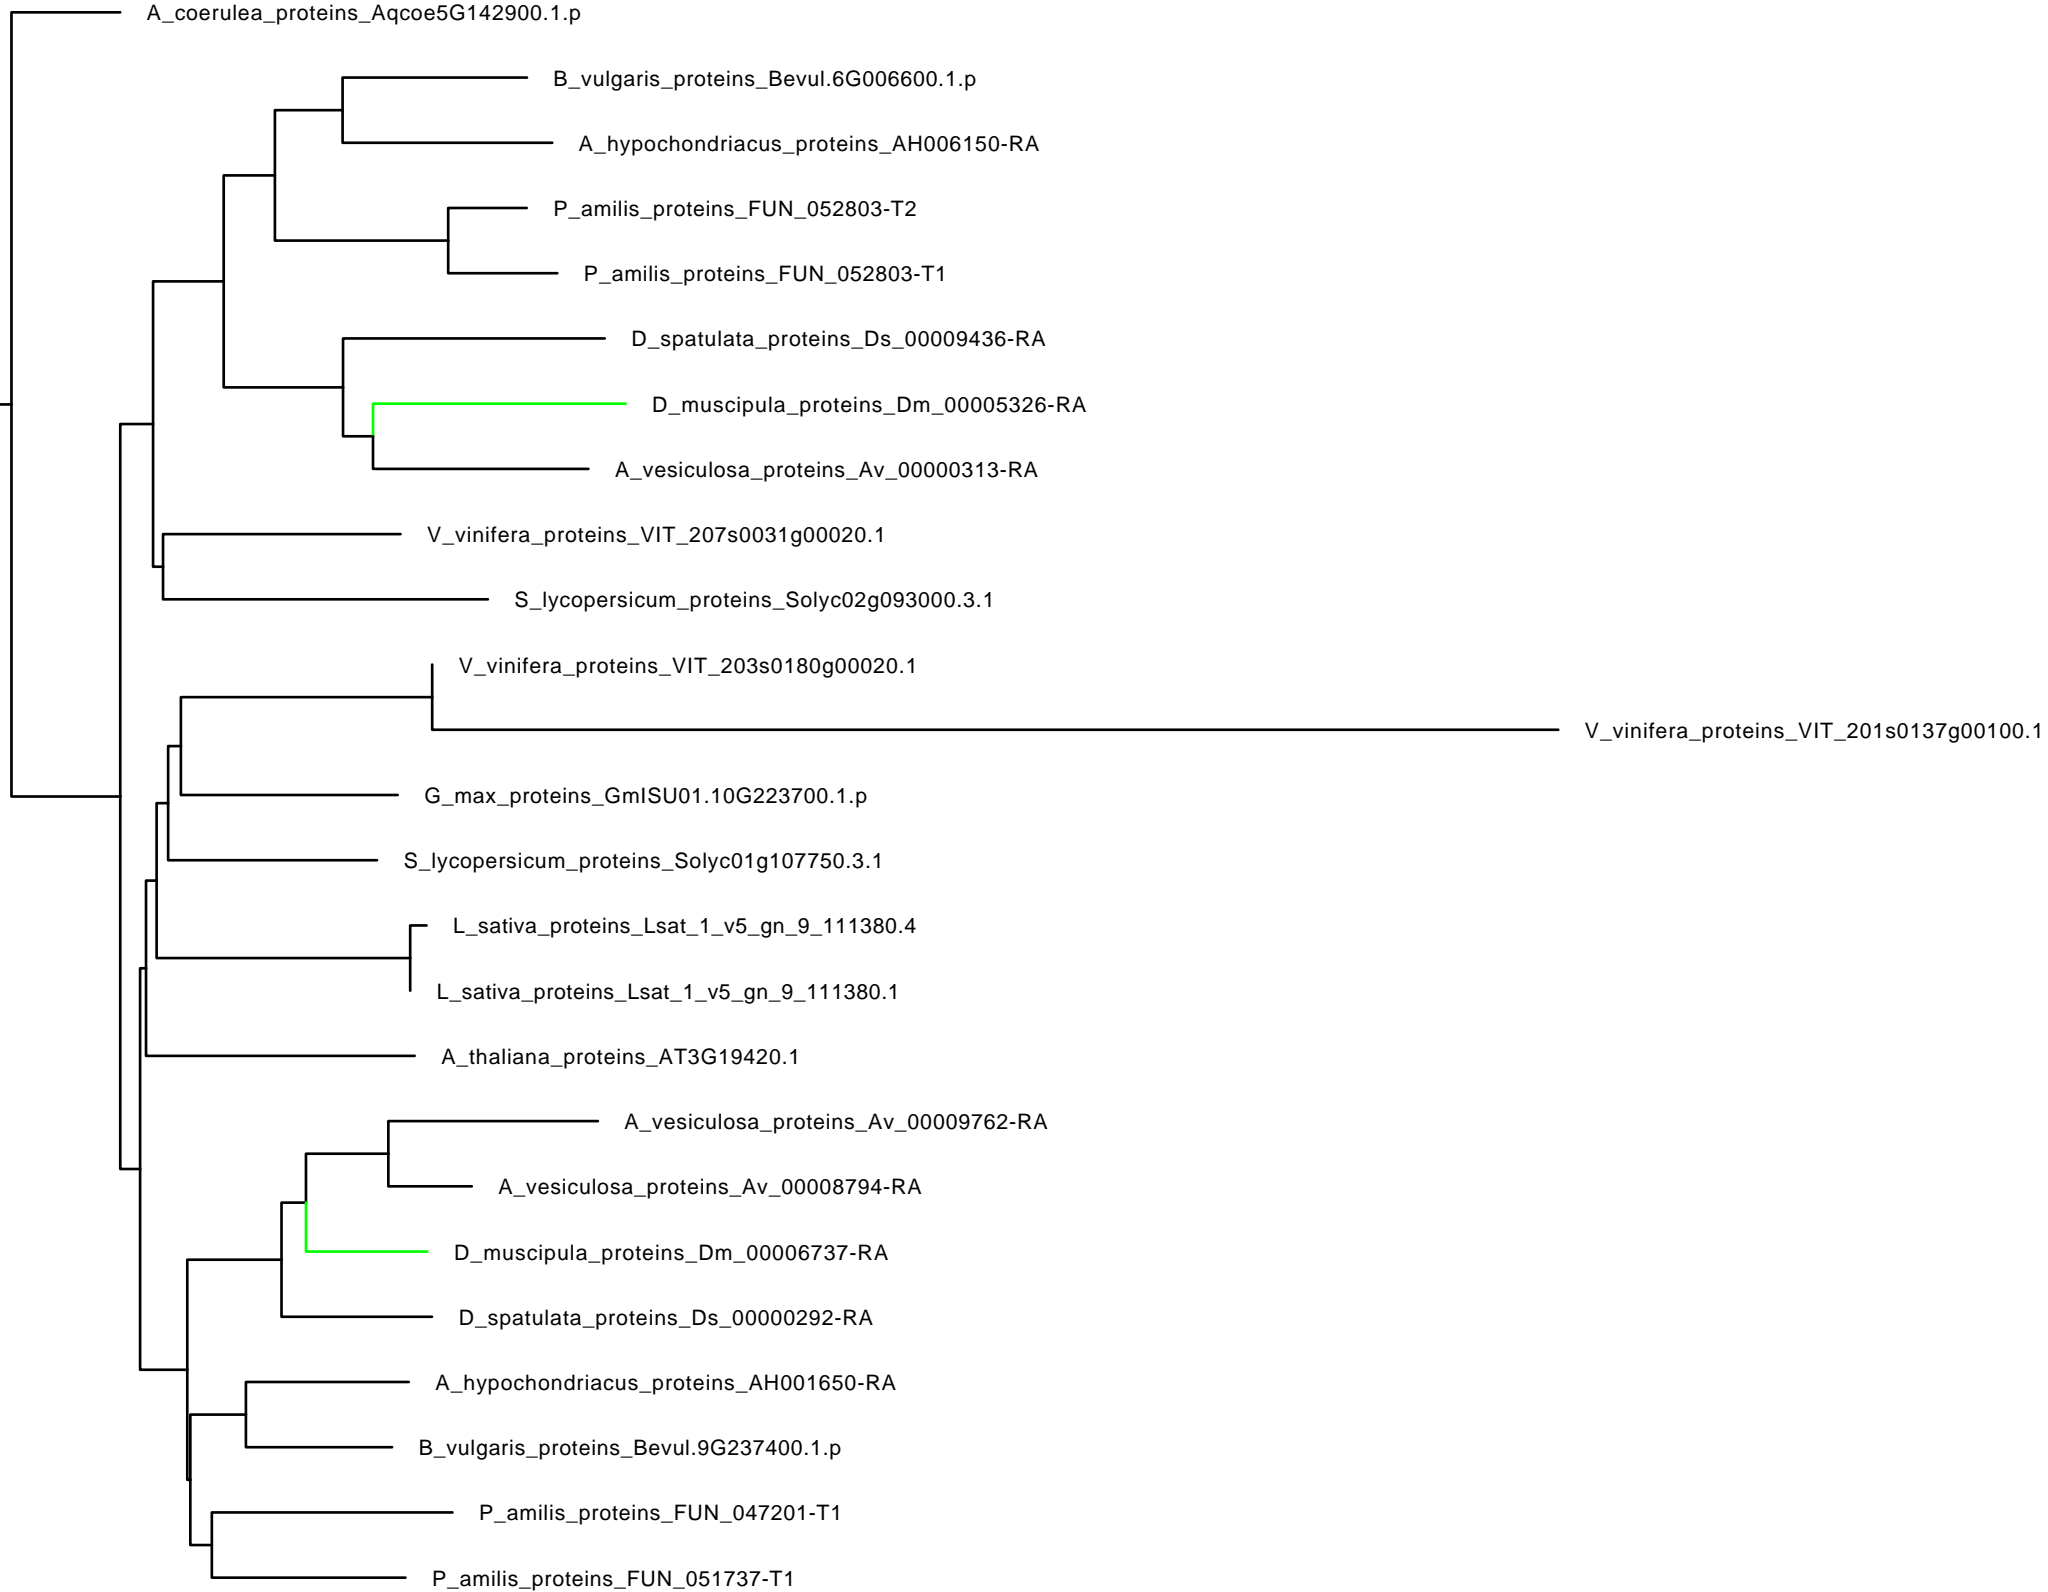 A_coerulea_proteins_Aqcoe5G142900.1.p
B_vulgaris_proteins_Bevul.6G006600.1.p
A_hypochondriacus_proteins_AH006150-RA
P_amilis_proteins_FUN_052803-T2
P_amilis_proteins_FUN_052803-T1
D_spatulata_proteins_Ds_00009436-RA
D_muscipula_proteins_Dm_00005326-RA
A_vesiculosa_proteins_Av_00000313-RA
V_vinifera_proteins_VIT_207s0031g00020.1
S_lycopersicum_proteins_Solyc02g093000.3.1
V_vinifera_proteins_VIT_203s0180g00020.1
V_vinifera_proteins_VIT_201s0137g00100.1
G_max_proteins_GmISU01.10G223700.1.p
S_lycopersicum_proteins_Solyc01g107750.3.1
L_sativa_proteins_Lsat_1_v5_gn_9_111380.4
L_sativa_proteins_Lsat_1_v5_gn_9_111380.1
A_thaliana_proteins_AT3G19420.1
A_vesiculosa_proteins_Av_00009762-RA
A_vesiculosa_proteins_Av_00008794-RA
D_muscipula_proteins_Dm_00006737-RA
D_spatulata_proteins_Ds_00000292-RA
A_hypochondriacus_proteins_AH001650-RA
B_vulgaris_proteins_Bevul.9G237400.1.p
P_amilis_proteins_FUN_047201-T1
P_amilis_proteins_FUN_051737-T1